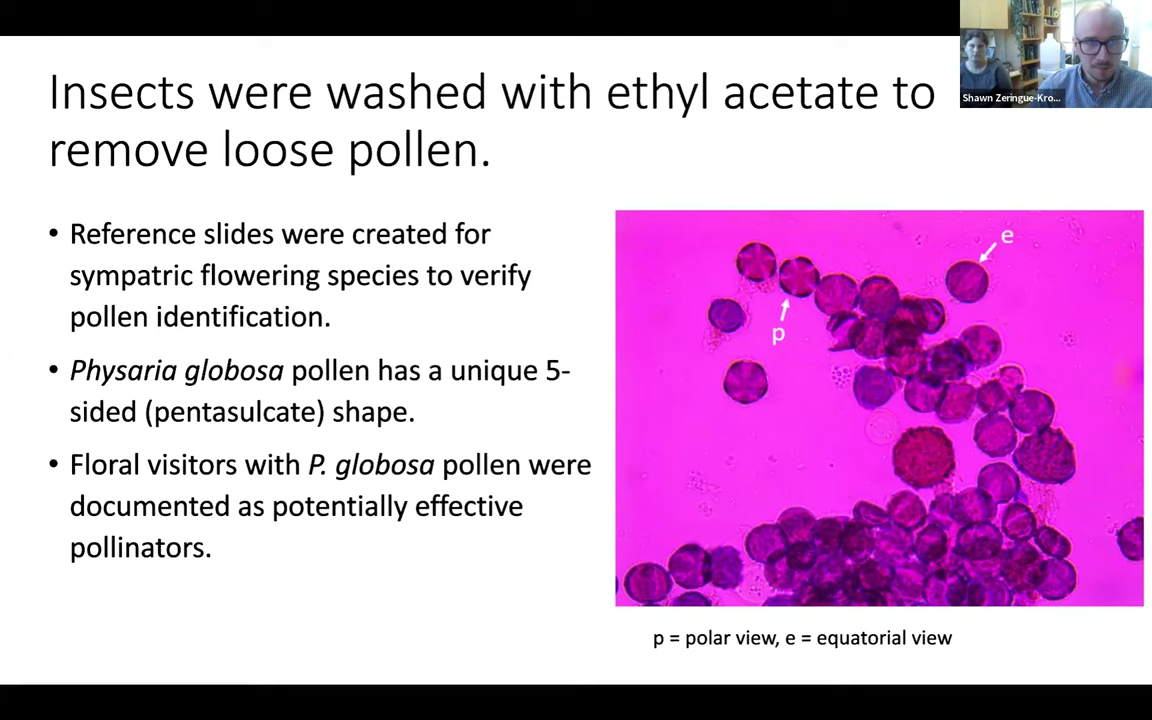 Insects were washed with ethyl acetate to
remove loose pollen.
Shawn Zeringue-Kro...
• Reference slides were created for
sympatric flowering species to verify
pollen identification.
• Physaria globosa pollen has a unique 5-
sided (pentasulcate) shape.
• Floral visitors with P. globosa pollen were
documented as potentially effective
pollinators.
e
p
p = polar view, e = equatorial view